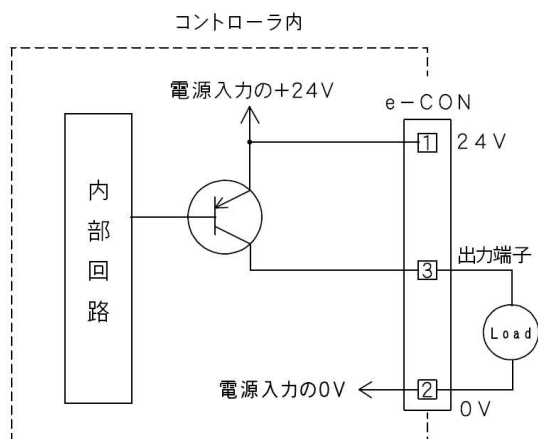 コントローラ内
電源入力の+24V
e-CON
1
24V
内部回路
3
出力端子
Load
電源入力の0V
2
0V